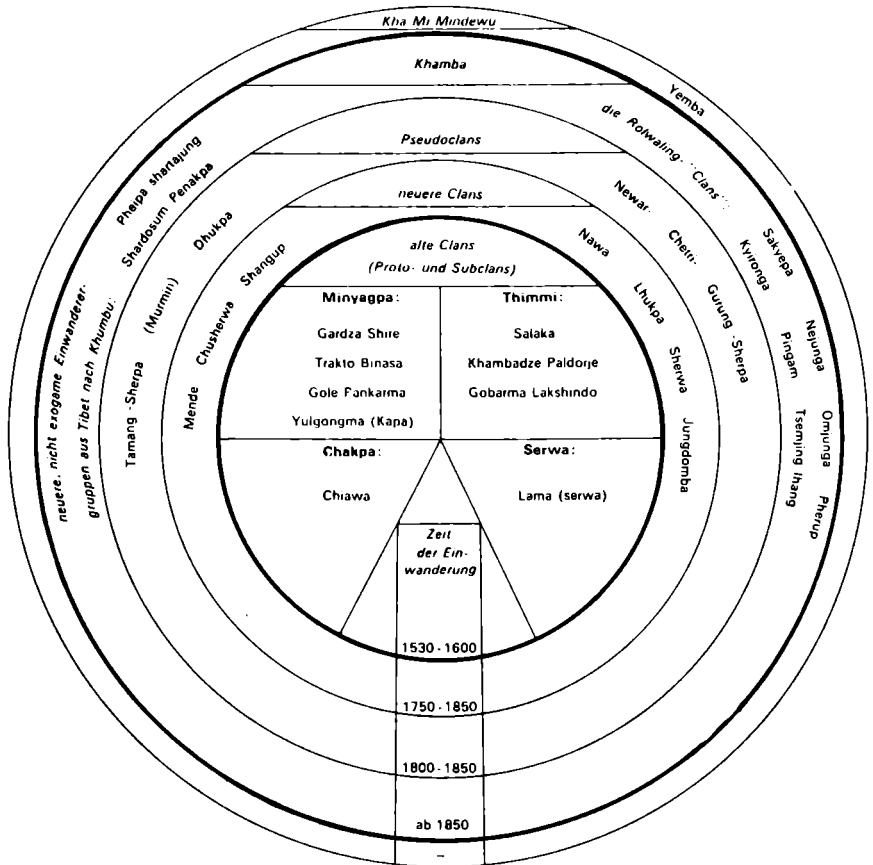 Kha Mi Mindewu
Khamba
Yemba
Pseudoclans
neuere Clans
alte Clans
(Proto- und Subclans)
Minyagpa:
Gardza Shire
Trakto Binasa
Gole Pankarma
Yulgongma (Kapa)
Thimmi:
Salaka
Khambadze Paldorje
Gobarma Lakshindo
Chakpa:
Chiawa
Serwa:
Lama (serwa)
Zeit
der Ein-
wanderung
1530 - 1600
1750 - 1850
1800 - 1850
ab 1850
–
neuere, nicht exogame Einwanderer-
gruppen aus Tibet nach Khumbu:
Pherpa shartajung
Shardosum Penakpa
Tamang -Sherpa (Murmin) Dhukpa
Mende Chusherwa Shangup
Nawa Lhukpa Sherwa Jungdomba
Newar- Chetri- Gurung -Sherpa
die Rolwaling- "Clans":
Sakyepa Nejunga Omjunga Pherup
Kyironga Pingam Tsemjing lhang